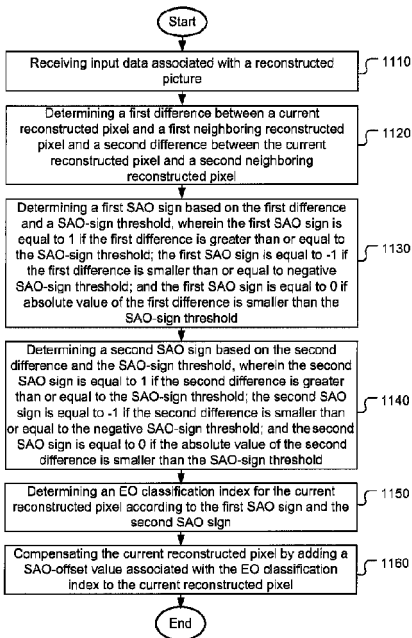 Start
Receiving input data associated with a reconstructed
picture
1110
Determining a first difference between a current
reconstructed pixel and a first neighboring reconstructed
pixel and a second difference between the current
reconstructed pixel and a second neighboring
reconstructed pixel
1120
Determining a first SAO sign based on the first difference
and a SAO-sign threshold, wherein the first SAO sign is
equal to 1 if the first difference is greater than or equal to
the SAO-sign threshold; the first SAO sign is equal to -1 if
the first difference is smaller than or equal to negative
SAO-sign threshold; and the first SAO sign is equal to 0 if
absolute value of the first difference is smaller than the
SAO-sign threshold
1130
Determining a second SAO sign based on the second
difference and the SAO-sign threshold, wherein the second
SAO sign is equal to 1 if the second difference is greater
than or equal to the SAO-sign threshold; the second SAO
sign is equal to -1 if the second difference is smaller than
or equal to the negative SAO-sign threshold; and the second
SAO sign is equal to 0 if the absolute value of the second
difference is smaller than the SAO-sign threshold
1140
Determining an EO classification index for the current
reconstructed pixel according to the first SAO sign and the
second SAO sign
1150
Compensating the current reconstructed pixel by adding a
SAO-offset value associated with the EO classification
index to the current reconstructed pixel
1160
End